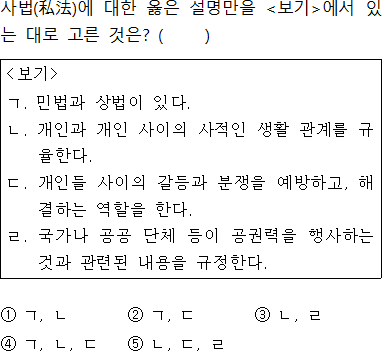 사법(私法)에 대한 옳은 설명만을 <보기>에서 있
는 대로 고른 것은? (      )
<보기>
ㄱ. 민법과 상법이 있다.
ㄴ. 개인과 개인 사이의 사적인 생활 관계를 규
율한다.
ㄷ. 개인들 사이의 갈등과 분쟁을 예방하고, 해
결하는 역할을 한다.
ㄹ. 국가나 공공 단체 등이 공권력을 행사하는
것과 관련된 내용을 규정한다.
① ㄱ, ㄴ ② ㄱ, ㄷ ③ ㄴ, ㄹ
④ ㄱ, ㄴ, ㄷ ⑤ ㄴ, ㄷ, ㄹ